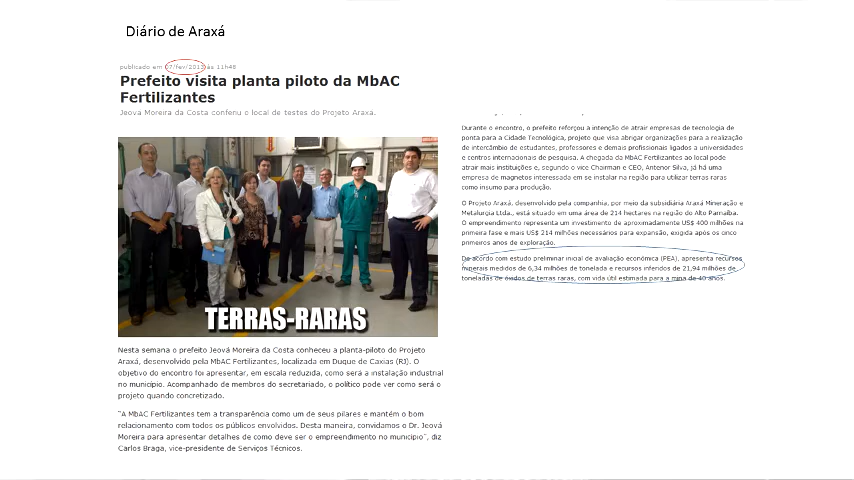 Diário de Araxá
publicado em 07/fev/2013 às 11h48
Prefeito visita planta piloto da MbAC
Fertilizantes
Jeova Moreira da Costa conferiu o local de testes do Projeto Araxá.
TERRAS-RARAS
Nesta semana o prefeito Jeová Moreira da Costa conheceu a planta-piloto do Projeto
Araxá, desenvolvido pela MbAC Fertilizantes, localizada em Duque de Caxias (RJ). O
objetivo do encontro foi apresentar, em escala reduzida, como será a instalação industrial
no município. Acompanhado de membros do secretariado, o político pode ver como será o
projeto quando concretizado.
"A MbAC Fertilizantes tem a transparência como um de seus pilares e mantém o bom
relacionamento com todos os públicos envolvidos. Desta maneira, convidamos o Dr. Jeová
Moreira para apresentar detalhes de como deve ser o empreendimento no município", diz
Carlos Braga, vice-presidente de Serviços Técnicos.
Durante o encontro, o prefeito reforçou a intenção de atrair empresas de tecnologia de
ponta para a Cidade Tecnológica, projeto que visa abrigar organizações para a realização
de intercâmbio de estudantes, professores e demais profissionais ligados a universidades
e centros internacionais de pesquisa. A chegada da MbAC Fertilizantes ao local pode
atrair mais instituições e, segundo o vice Chairman e CEO, Antenor Silva, já há uma
empresa de magnetos interessada em se instalar na região para utilizar terras raras
como insumo para produção.
O Projeto Araxá, desenvolvido pela companhia, por meio da subsidiária Araxá Mineração e
Metalurgia Ltda., está situado em uma área de 214 hectares na região do Alto Parnaíba.
O empreendimento representa um investimento de aproximadamente US$ 400 milhões na
primeira fase e mais US$ 214 milhões necessários para expansão, exigida após os cinco
primeiros anos de exploração.
De acordo com estudo preliminar inicial de avaliação econômica (PEA), apresenta recursos
minerais medidos de 6,34 milhões de tonelada e recursos inferidos de 21,94 milhões de
toneladas de óxidos de terras raras, com vida útil estimada para a mina de 40 anos.